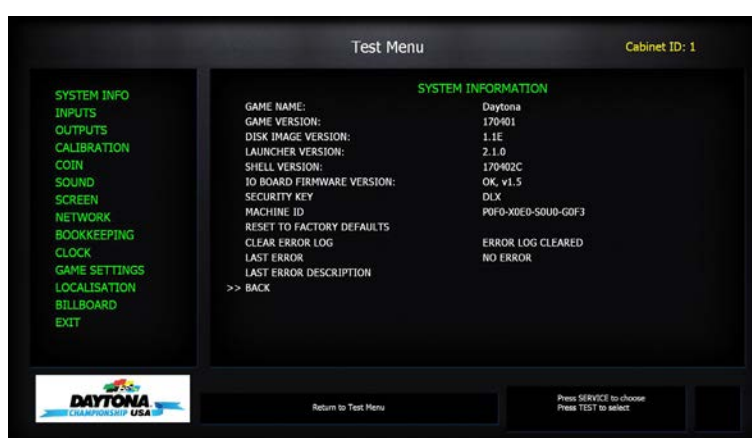 Test Menu
Cabinet ID: 1
SYSTEM INFO
INPUTS
OUTPUTS
CALIBRATION
COIN
SOUND
SCREEN
NETWORK
BOOKKEEPING
CLOCK
GAME SETTINGS
LOCALISATION
BILLBOARD
EXIT
SYSTEM INFORMATION
GAME NAME: Daytona
GAME VERSION: 170401
DISK IMAGE VERSION: 1.1E
LAUNCHER VERSION: 2.1.0
SHELL VERSION: 170402C
IO BOARD FIRMWARE VERSION: OK, v1.5
SECURITY KEY DLX
MACHINE ID P0F0-X0E0-S0U0-G0F3
RESET TO FACTORY DEFAULTS
CLEAR ERROR LOG ERROR LOG CLEARED
LAST ERROR NO ERROR
LAST ERROR DESCRIPTION
>> BACK
DAYTONA
CHAMPIONSHIP USA
Return to Test Menu
Press SERVICE to choose
Press TEST to select